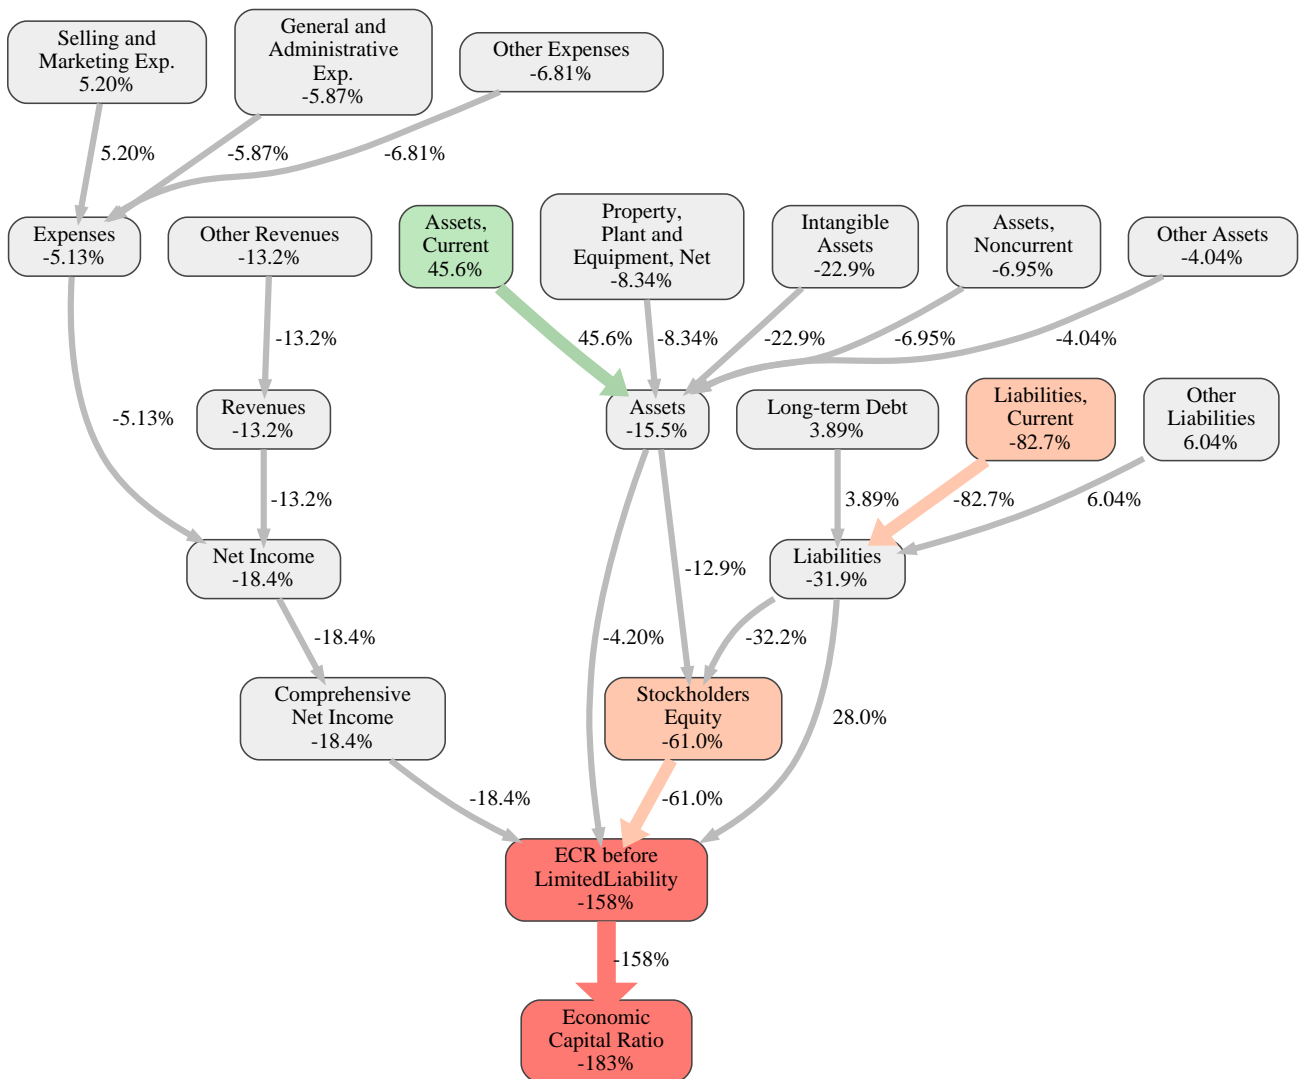 Selling and
Marketing Exp.
5.20%
General and
Administrative
Exp.
-5.87%
Other Expenses
-6.81%
5.20%
-5.87%
-6.81%
Expenses
-5.13%
Other Revenues
-13.2%
Assets,
Current
45.6%
Property,
Plant and
Equipment, Net
-8.34%
Intangible
Assets
-22.9%
Assets,
Noncurrent
-6.95%
Other Assets
-4.04%
-13.2%
45.6%
-8.34%
-22.9%
-6.95%
-4.04%
-5.13%
Revenues
-13.2%
Assets
-15.5%
Long-term Debt
3.89%
Liabilities,
Current
-82.7%
Other
Liabilities
6.04%
-13.2%
3.89%
-82.7%
6.04%
Net Income
-18.4%
-12.9%
Liabilities
-31.9%
-18.4%
-4.20%
-32.2%
Comprehensive
Net Income
-18.4%
Stockholders
Equity
-61.0%
28.0%
-18.4%
-61.0%
ECR before
LimitedLiability
-158%
-158%
Economic
Capital Ratio
-183%